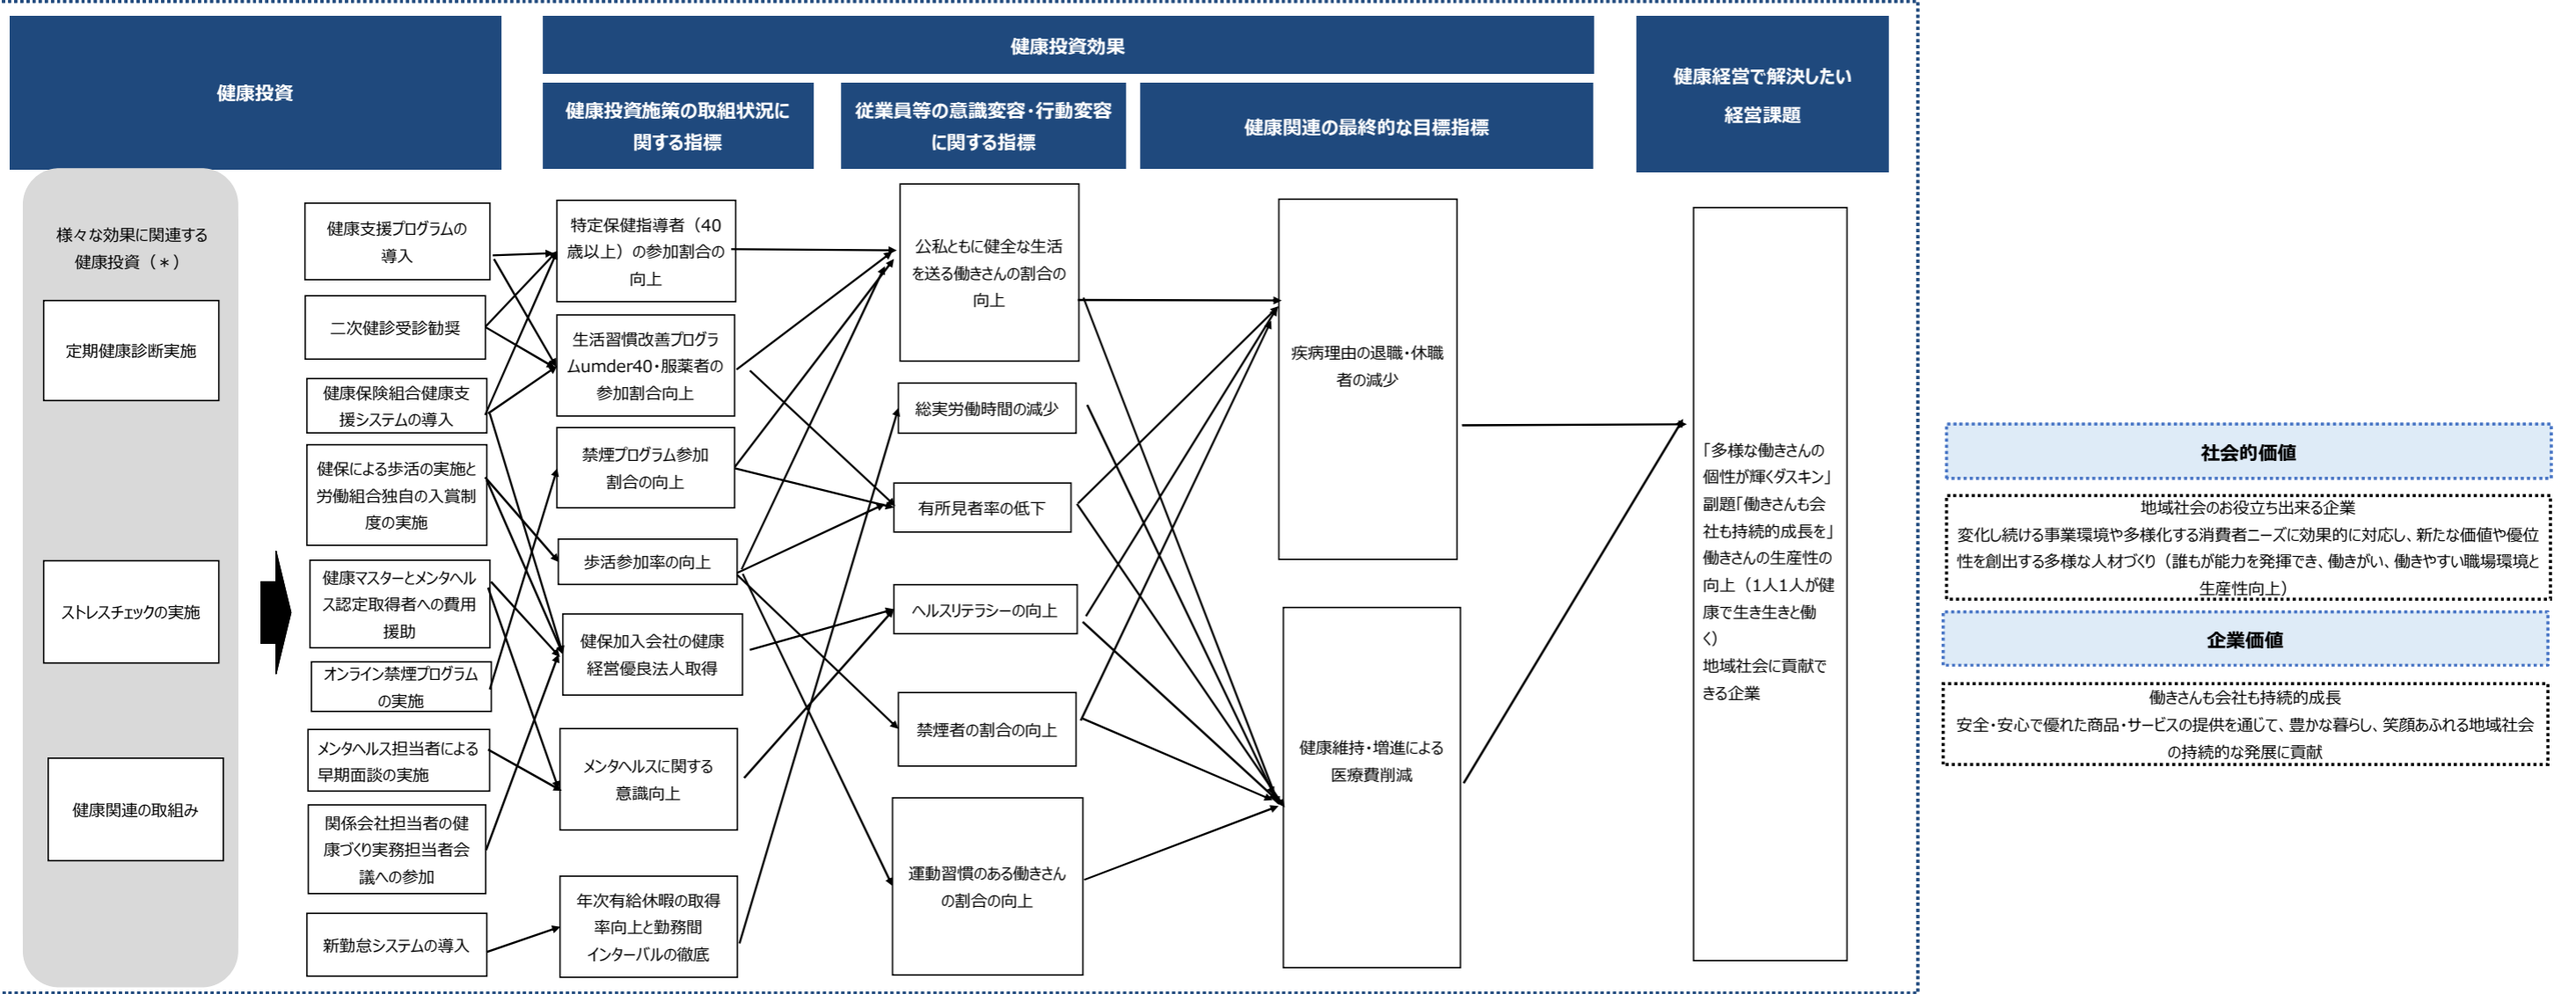 健康投資
健康投資効果
健康経営で解決したい
経営課題
健康投資施策の取組状況に
関する指標
従業員等の意識変容・行動変容
に関する指標
健康関連の最終的な目標指標
様々な効果に関連する
健康投資（＊）
定期健康診断実施
ストレスチェックの実施
健康関連の取組み
健康支援プログラムの
導入
二次健診受診勧奨
健康保険組合健康支
援システムの導入
健保による歩活の実施と
労働組合独自の入賞制
度の実施
健康マスターとメンタヘル
ス認定取得者への費用
援助
オンライン禁煙プログラム
の実施
メンタヘルス担当者による
早期面談の実施
関係会社担当者の健
康づくり実務担当者会
議への参加
新勤怠システムの導入
特定保健指導者（40
歳以上）の参加割合の
向上
生活習慣改善プログラ
ムumder40・服薬者の
参加割合向上
禁煙プログラム参加
割合の向上
歩活参加率の向上
健保加入会社の健康
経営優良法人取得
メンタヘルスに関する
意識向上
年次有給休暇の取得
率向上と勤務間
インターバルの徹底
公私ともに健全な生活
を送る働きさんの割合の
向上
総実労働時間の減少
有所見者率の低下
ヘルスリテラシーの向上
禁煙者の割合の向上
運動習慣のある働きさん
の割合の向上
疾病理由の退職・休職
者の減少
健康維持・増進による
医療費削減
「多様な働きさんの
個性が輝くダスキン」
副題「働きさんも会
社も持続的成長を」
働きさんの生産性の
向上（1人1人が健
康で生き生きと働
く）
地域社会に貢献で
きる企業
社会的価値
地域社会のお役立ち出来る企業
変化し続ける事業環境や多様化する消費者ニーズに効果的に対応し、新たな価値や優位
性を創出する多様な人材づくり（誰もが能力を発揮でき、働きがい、働きやすい職場環境と
生産性向上）
企業価値
働きさんも会社も持続的成長
安全・安心で優れた商品・サービスの提供を通じて、豊かな暮らし、笑顔あふれる地域社会
の持続的な発展に貢献